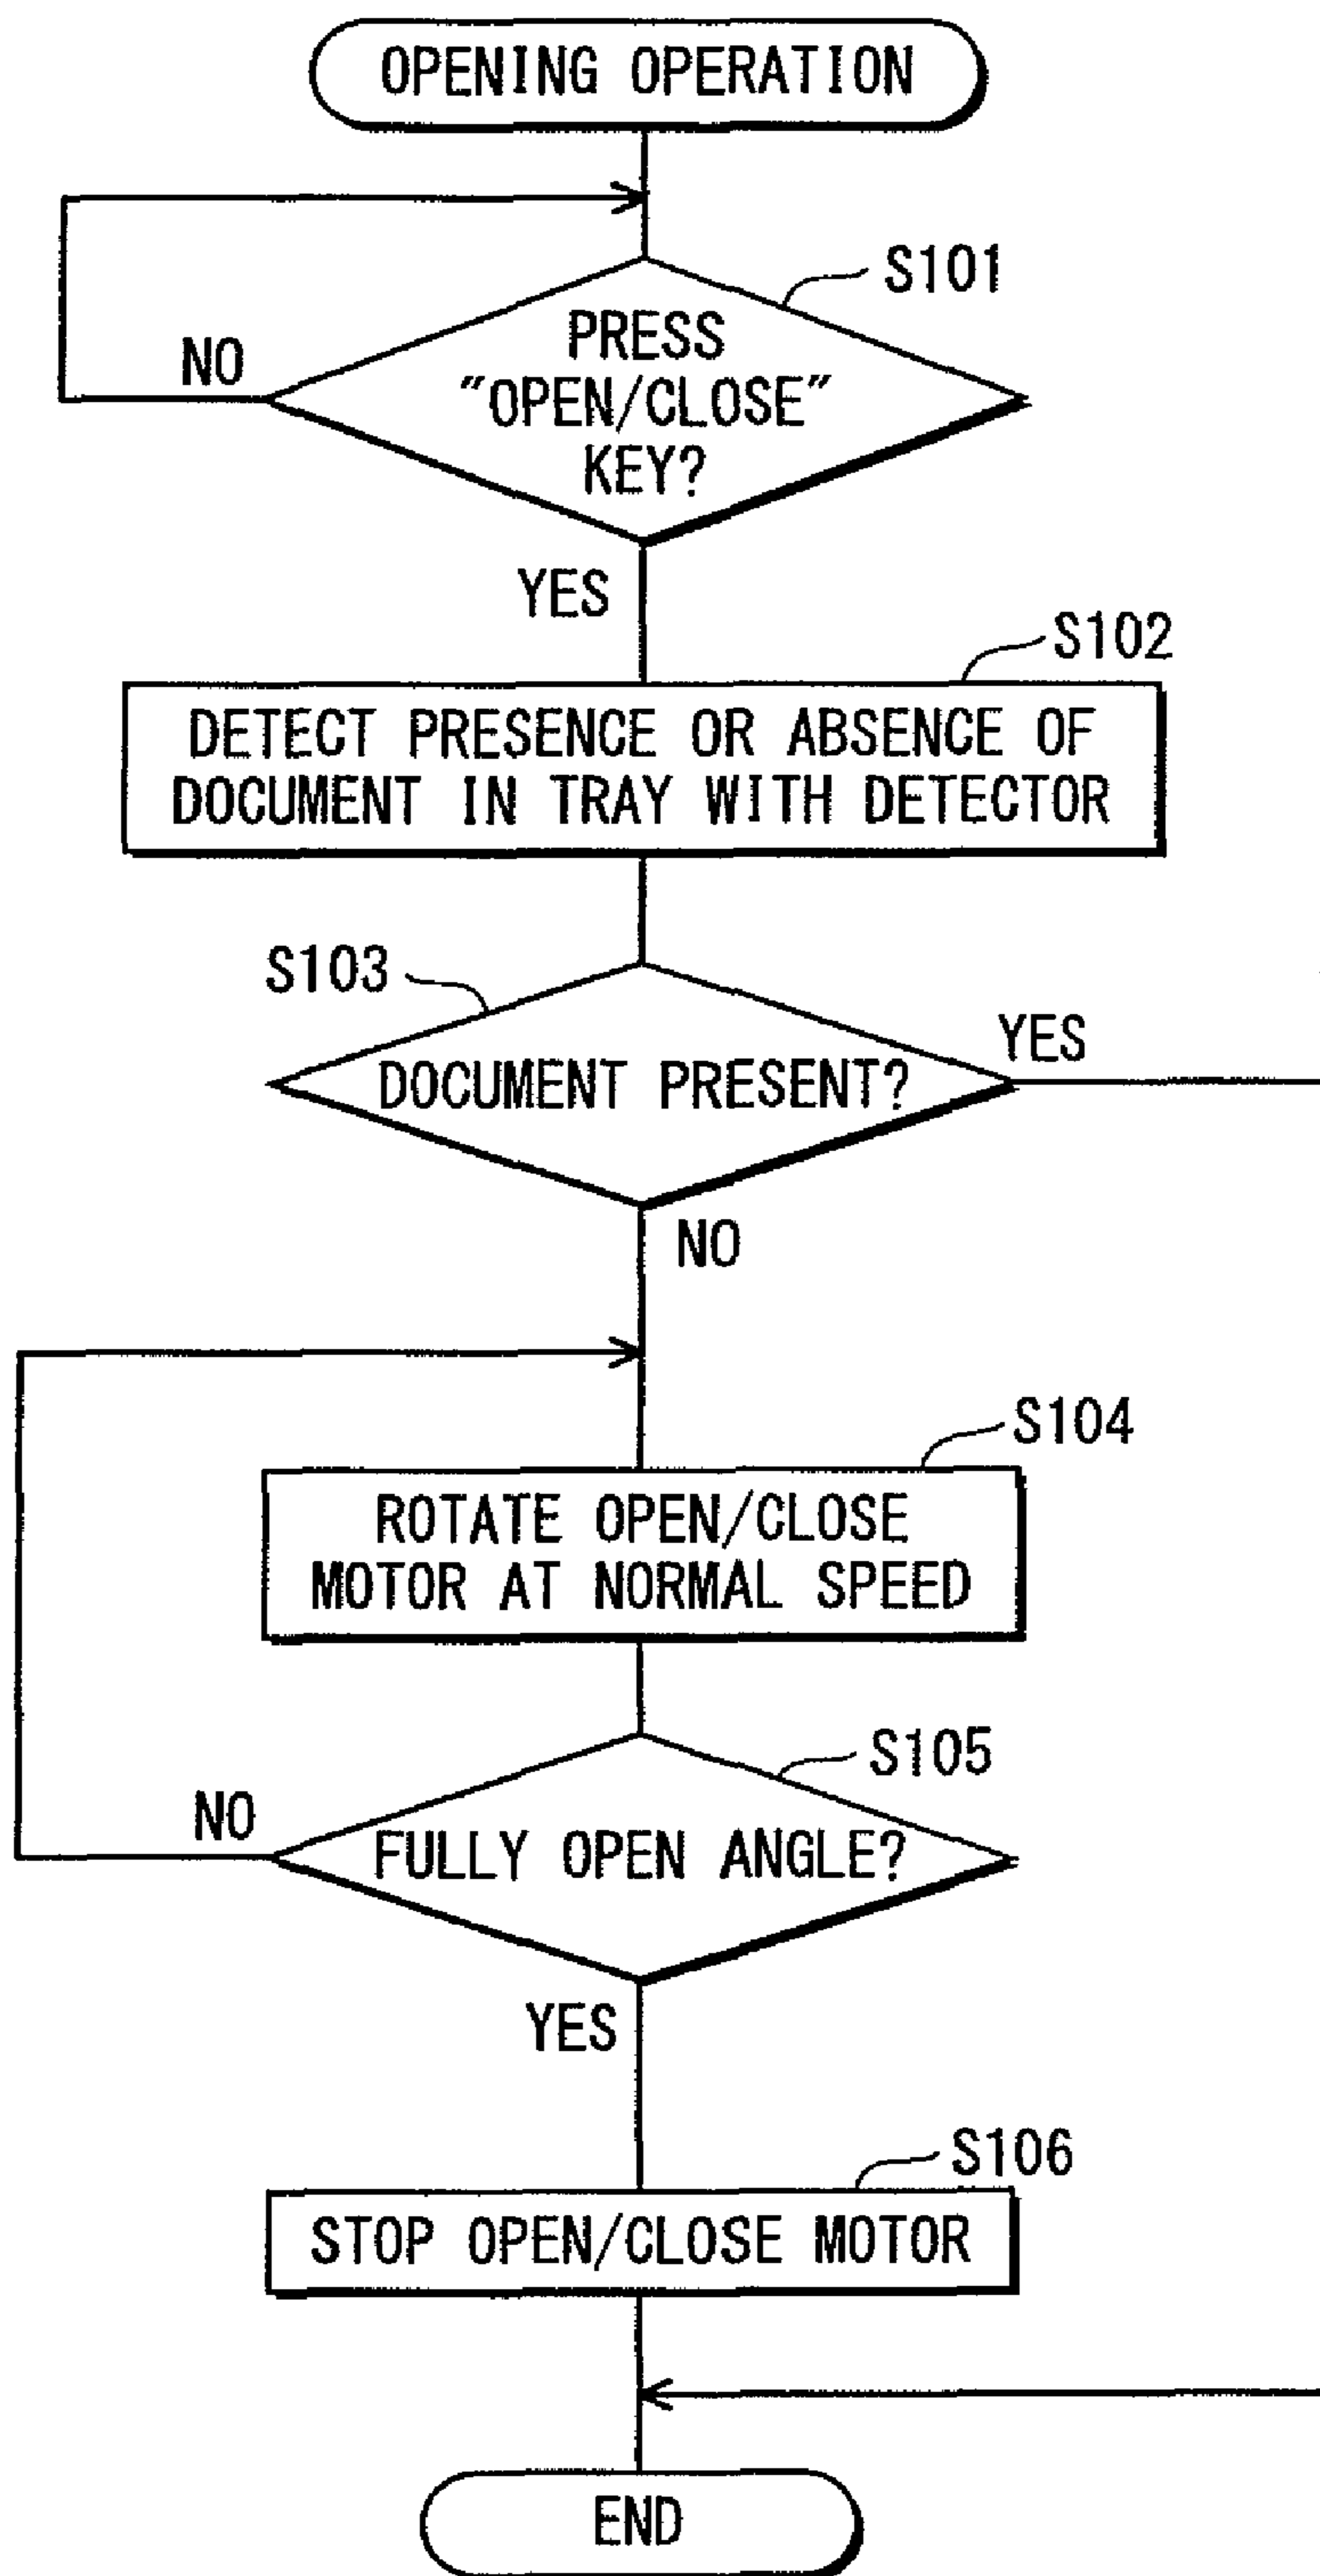 OPENING OPERATION
S101
PRESS
"OPEN/CLOSE"
KEY?
NO
YES
S102
DETECT PRESENCE OR ABSENCE OF
DOCUMENT IN TRAY WITH DETECTOR
S103
DOCUMENT PRESENT?
YES
NO
S104
ROTATE OPEN/CLOSE
MOTOR AT NORMAL SPEED
S105
FULLY OPEN ANGLE?
NO
YES
S106
STOP OPEN/CLOSE MOTOR
END